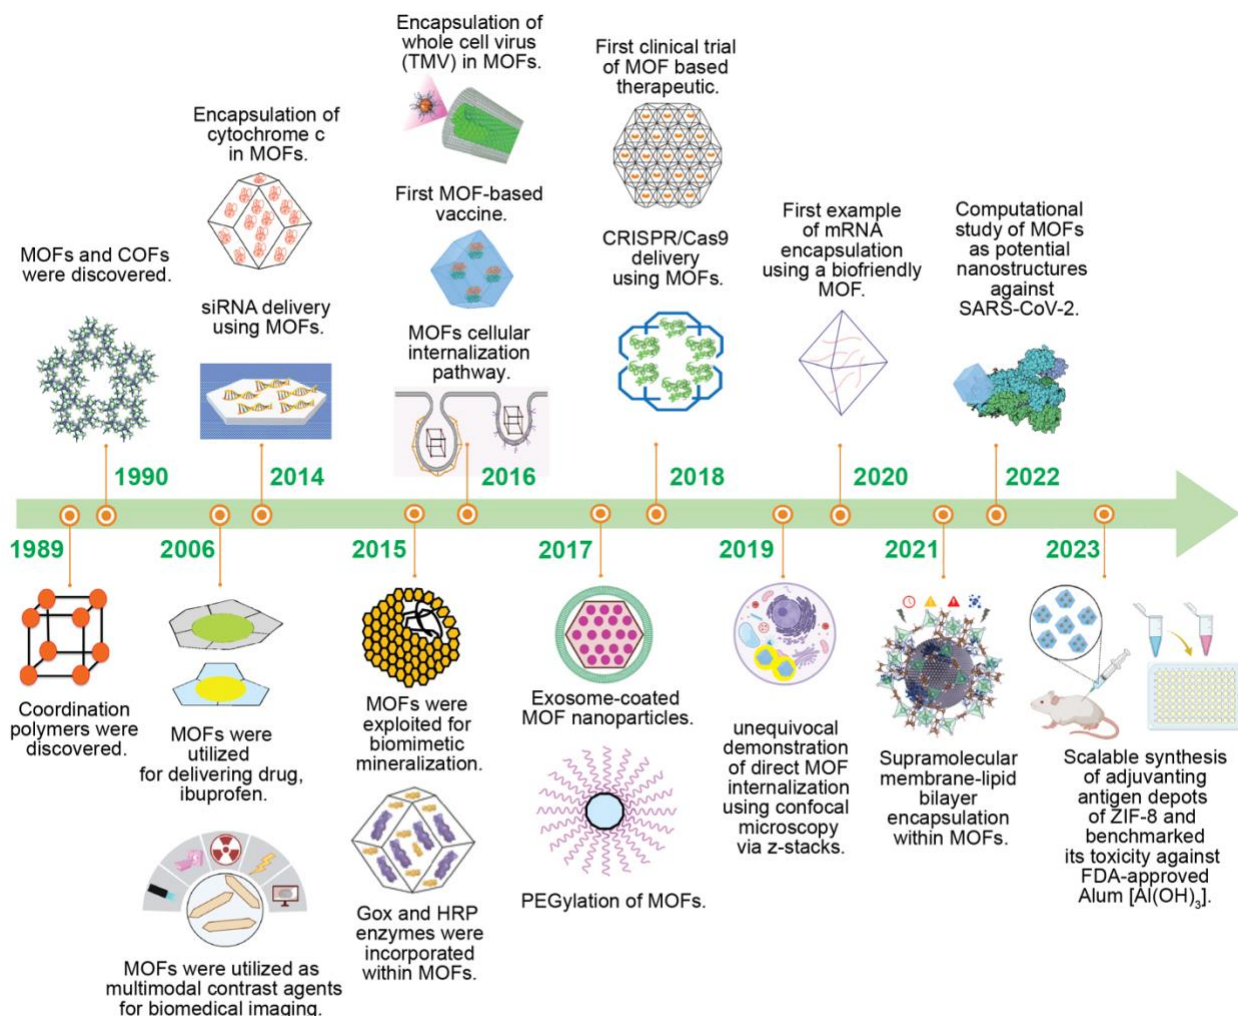 MOFs and COFs
were discovered.
1990
Encapsulation of
cytochrome c
in MOFs.
siRNA delivery
using MOFs.
2014
Encapsulation of
whole cell virus
(TMV) in MOFs.
First MOF-based
vaccine.
MOFs cellular
internalization
pathway.
2016
First clinical trial
of MOF based
therapeutic.
CRISPR/Cas9
delivery
using MOFs.
2018
First example
of mRNA
encapsulation
using a biofriendly
MOF.
2020
Computational
study of MOFs
as potential
nanostructures
against
SARS-CoV-2.
2022
1989
Coordination
polymers were
discovered.
2006
MOFs were
utilized
for delivering drug,
ibuprofen.
MOFs were utilized as
multimodal contrast agents
for biomedical imaging.
2015
MOFs were
exploited for
biomimetic
mineralization.
Gox and HRP
enzymes were
incorporated
within MOFs.
2017
Exosome-coated
MOF nanoparticles.
PEGylation of MOFs.
2019
unequivocal
demonstration
of direct MOF
internalization
using confocal
microscopy
via z-stacks.
2021
Supramolecular
membrane-lipid
bilayer
encapsulation
within MOFs.
2023
Scalable synthesis
of adjuvanting
antigen depots
of ZIF-8 and
benchmarked
its toxicity against
FDA-approved
Alum [Al(OH)₃].